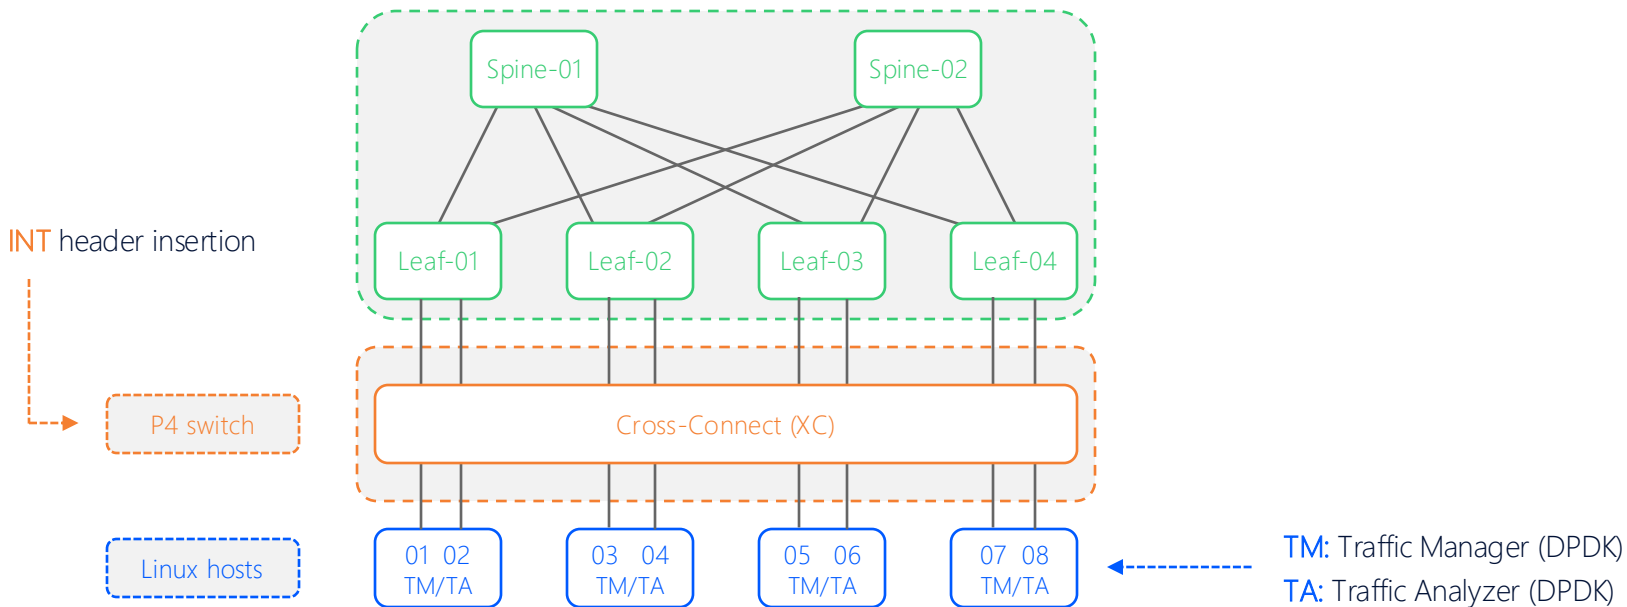 Spine-01 Spine-02
INT header insertion
Leaf-01 Leaf-02 Leaf-03 Leaf-04
P4 switch
Cross-Connect (XC)
Linux hosts
01 02
TM/TA
03 04
TM/TA
05 06
TM/TA
07 08
TM/TA
TM: Traffic Manager (DPDK)
TA: Traffic Analyzer (DPDK)